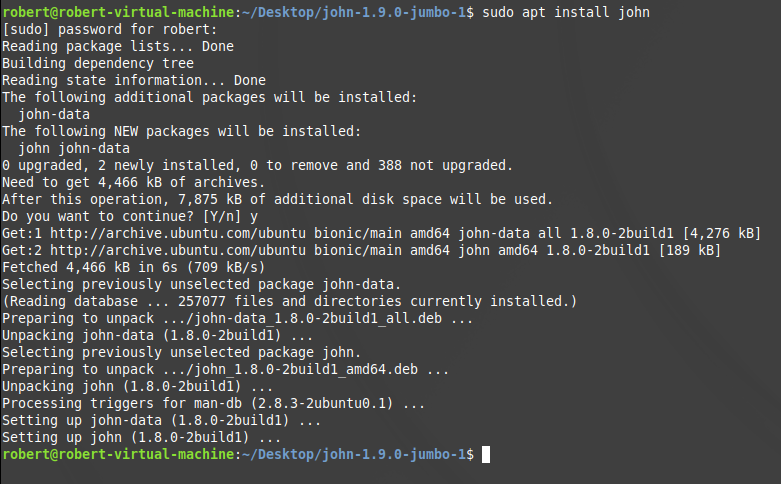 robert@robert-virtual-machine:~/Desktop/john-1.9.0-jumbo-1$ sudo apt install john
[sudo] password for robert:
Reading package lists... Done
Building dependency tree
Reading state information... Done
The following additional packages will be installed:
  john-data
The following NEW packages will be installed:
  john john-data
0 upgraded, 2 newly installed, 0 to remove and 388 not upgraded.
Need to get 4,466 kB of archives.
After this operation, 7,875 kB of additional disk space will be used.
Do you want to continue? [Y/n] y
Get:1 http://archive.ubuntu.com/ubuntu bionic/main amd64 john-data all 1.8.0-2build1 [4,276 kB]
Get:2 http://archive.ubuntu.com/ubuntu bionic/main amd64 john amd64 1.8.0-2build1 [189 kB]
Fetched 4,466 kB in 6s (709 kB/s)
Selecting previously unselected package john-data.
(Reading database ... 257077 files and directories currently installed.)
Preparing to unpack .../john-data_1.8.0-2build1_all.deb ...
Unpacking john-data (1.8.0-2build1) ...
Selecting previously unselected package john.
Preparing to unpack .../john_1.8.0-2build1_amd64.deb ...
Unpacking john (1.8.0-2build1) ...
Processing triggers for man-db (2.8.3-2ubuntu0.1) ...
Setting up john-data (1.8.0-2build1) ...
Setting up john (1.8.0-2build1) ...
robert@robert-virtual-machine:~/Desktop/john-1.9.0-jumbo-1$